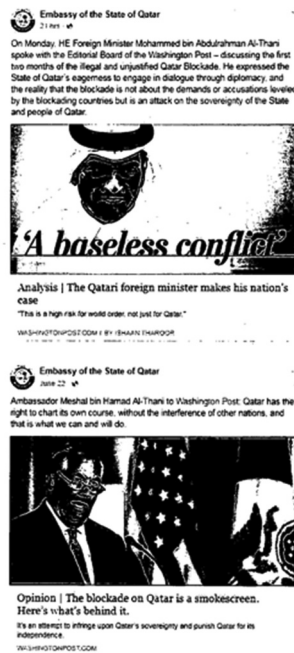 Embassy of the State of Qatar
21 hrs ·
On Monday, HE Foreign Minister Mohammed bin Abdulrahman Al-Thani
spoke with the Editorial Board of the Washington Post – discussing the first
two months of the illegal and unjustified Qatar Blockade. He expressed the
State of Qatar's eagerness to engage in dialogue through diplomacy, and
the reality that the blockade is not about the demands or accusations levele
by the blockading countries but is an attack on the sovereignty of the State
and people of Qatar.
'A baseless conflict'
Analysis | The Qatari foreign minister makes his nation's
case
"This is a high risk for world order, not just for Qatar."
WASHINGTONPOST.COM | BY ISHAAN THAROOR
Embassy of the State of Qatar
June 22 ·
Ambassador Meshal bin Hamad Al-Thani to Washington Post: Qatar has the
right to chart its own course, without the interference of other nations, and
that is what we can and will do.
Opinion | The blockade on Qatar is a smokescreen.
Here's what's behind it.
It's an attempt to infringe upon Qatar's sovereignty and punish Qatar for its
independence.
WASHINGTONPOST.COM